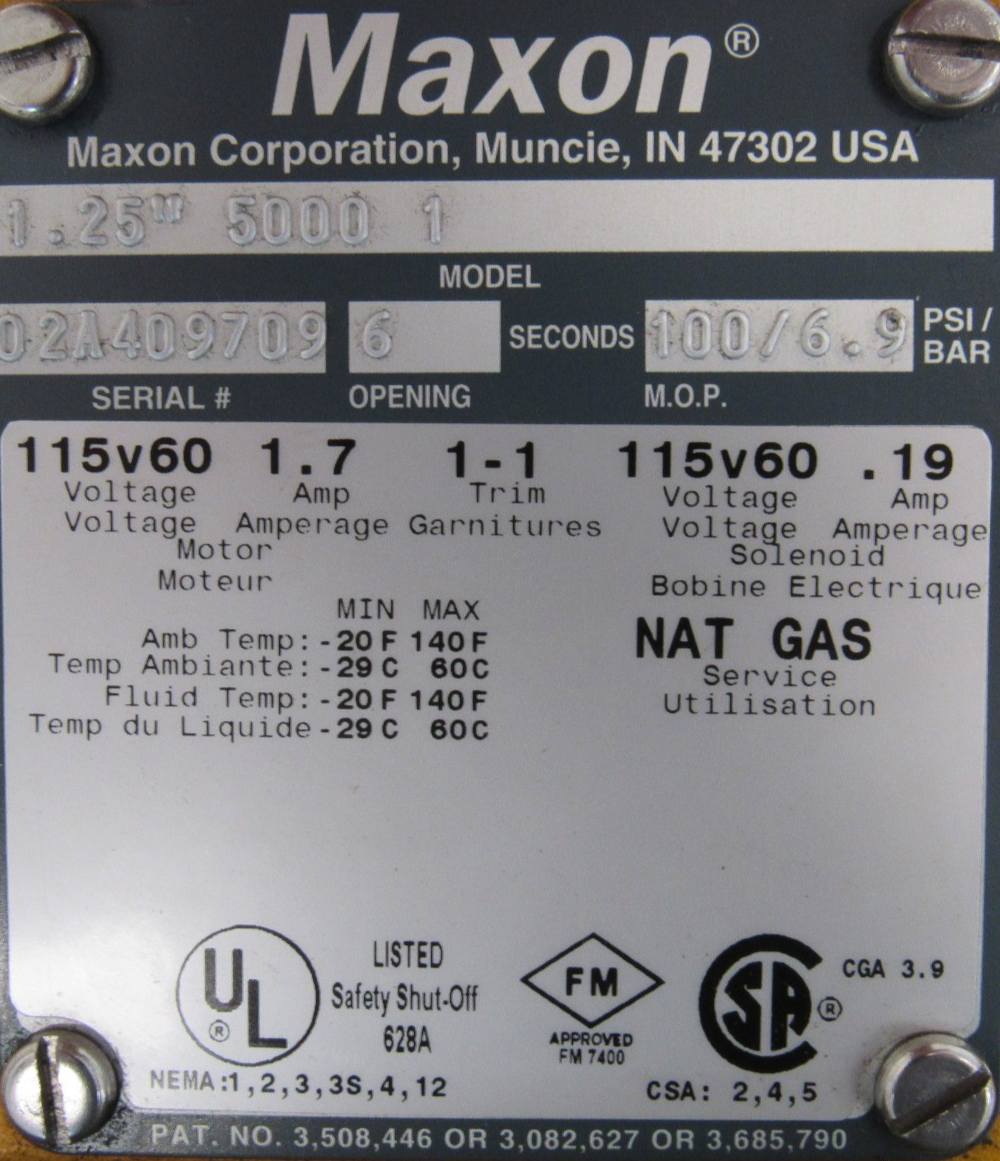 Maxon®
Maxon Corporation, Muncie, IN 47302 USA
1.25" 5000 1
MODEL
02A409709 6 SECONDS 100/6.9 PSI / BAR
SERIAL # OPENING M.O.P.
115v60 1.7 1-1 115v60 .19
Voltage Amp Trim Voltage Amp
Voltage Amperage Garnitures Voltage Amperage
Motor Solenoid
Moteur Bobine Electrique
MIN MAX
Amb Temp: -20 F 140 F NAT GAS
Temp Ambiante: -29 C 60C Service
Fluid Temp: -20 F 140 F Utilisation
Temp du Liquide -29 C 60C
UL ® LISTED
Safety Shut-Off
628A
FM
APPROVED
FM 7400
SA ® CGA 3.9
NEMA:1,2,3,3S,4,12 CSA: 2,4,5
PAT. NO. 3,508,446 OR 3,082,627 OR 3,685,790